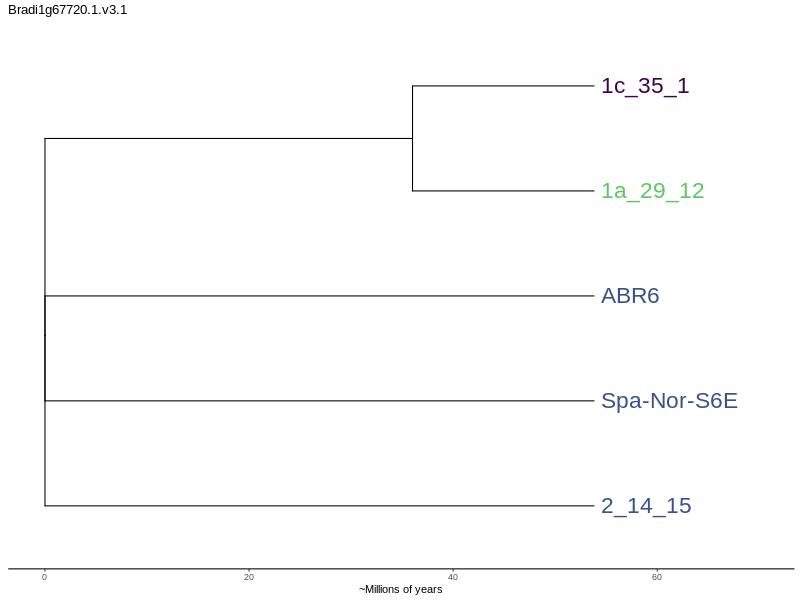 Bradi1g67720.1.v3.1
1c_35_1
1a_29_12
ABR6
Spa-Nor-S6E
2_14_15
0 20 40 60
~Millions of years